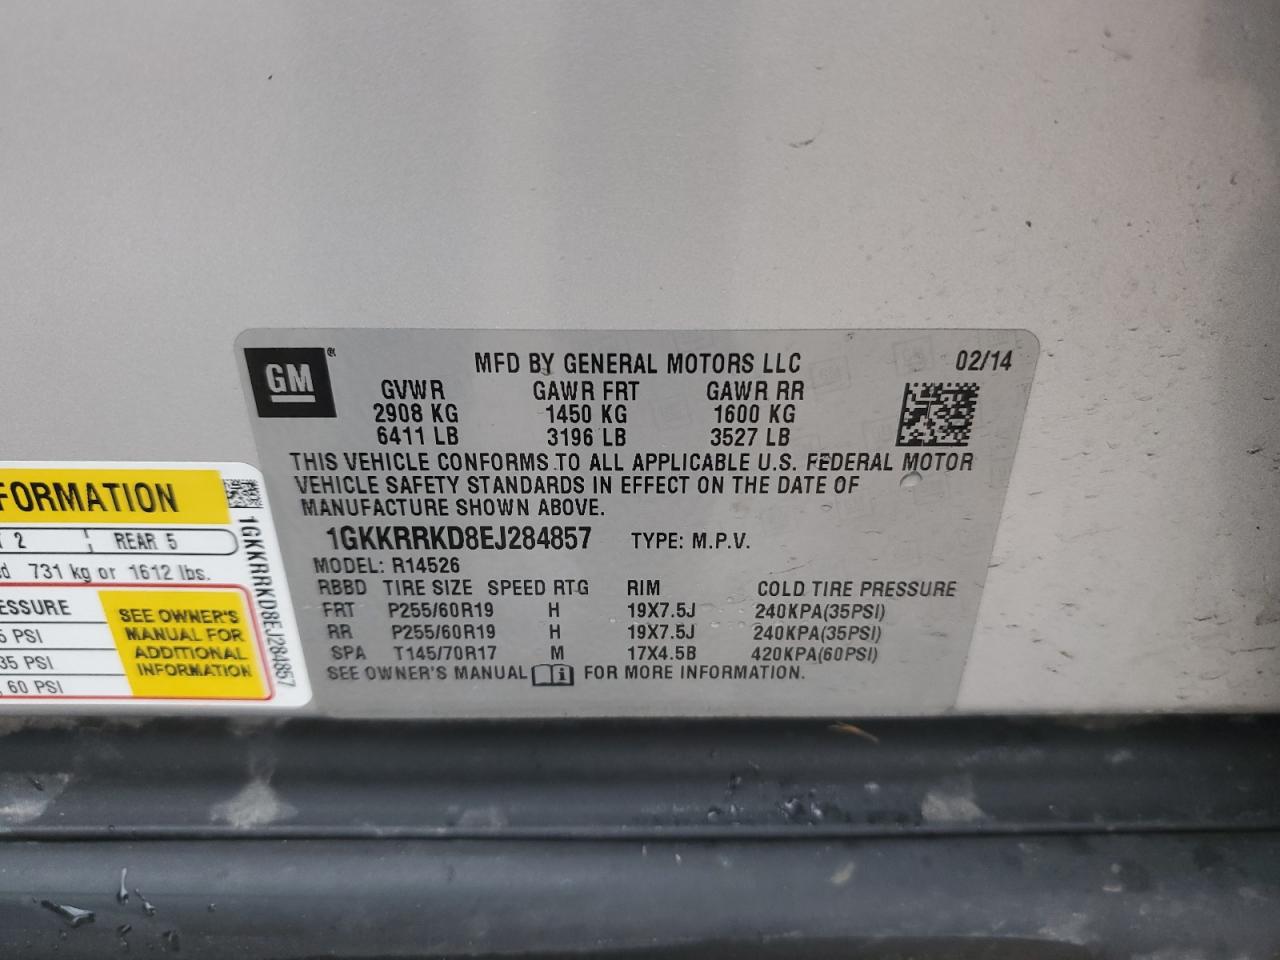 GM®
MFD BY GENERAL MOTORS LLC 02/14
GVWR GAWR FRT GAWR RR
2908 KG 1450 KG 1600 KG
6411 LB 3196 LB 3527 LB
THIS VEHICLE CONFORMS TO ALL APPLICABLE U.S. FEDERAL MOTOR
VEHICLE SAFETY STANDARDS IN EFFECT ON THE DATE OF
MANUFACTURE SHOWN ABOVE.
1GKKRRKD8EJ284857 TYPE: M.P.V.
MODEL: R14526
RBBD TIRE SIZE SPEED RTG RIM COLD TIRE PRESSURE
FRT P255/60R19 H 19X7.5J 240KPA(35PSI)
RR P255/60R19 H 19X7.5J 240KPA(35PSI)
SPA T145/70R17 M 17X4.5B 420KPA(60PSI)
SEE OWNER'S MANUAL i FOR MORE INFORMATION.
FORMATION
2 REAR 5
d 731 kg or 1612 lbs.
ESSURE
5 PSI
35 PSI
, 60 PSI
SEE OWNER'S
MANUAL FOR
ADDITIONAL
INFORMATION
1GKKRRKD8EJ284857